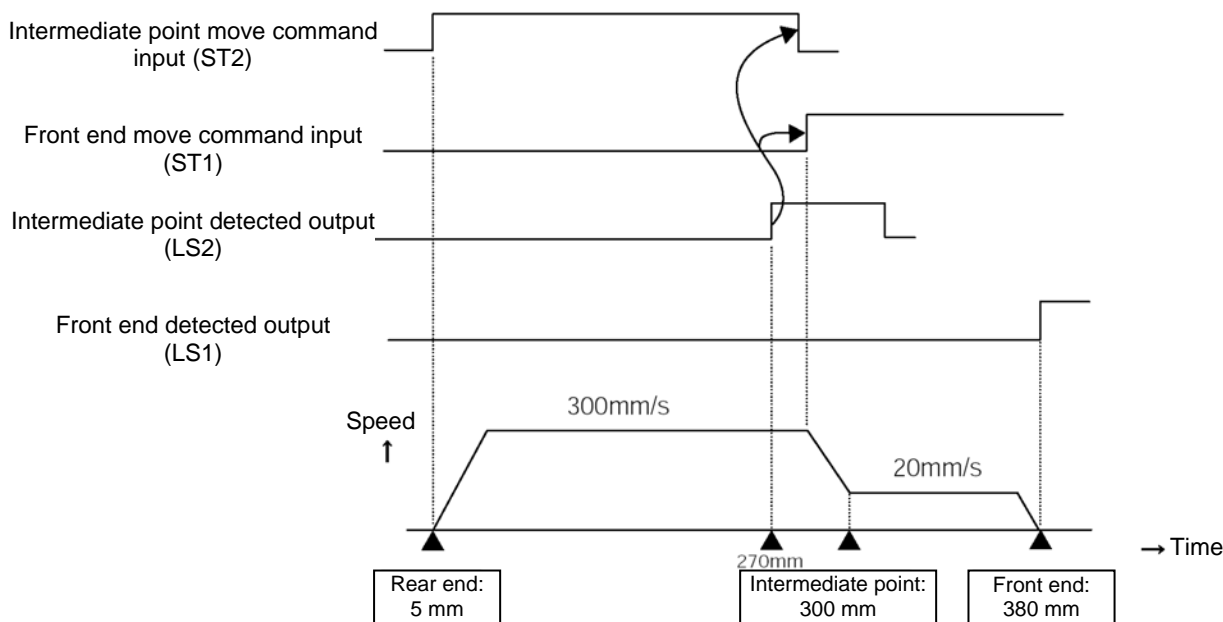 Intermediate point move command
input (ST2)
Front end move command input
(ST1)
Intermediate point detected output
(LS2)
Front end detected output
(LS1)
Speed
↑
300mm/s
20mm/s
→ Time
270mm
Rear end:
5 mm
Intermediate point:
300 mm
Front end:
380 mm